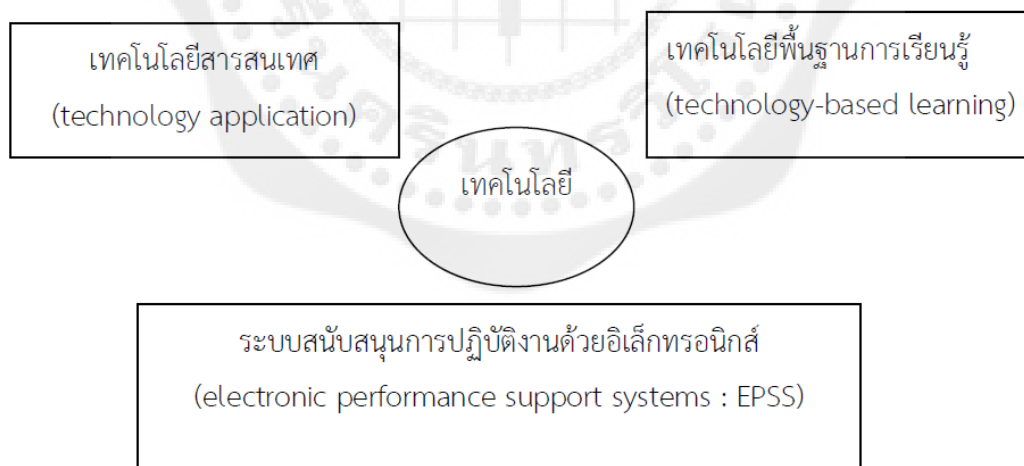 เทคโนโลยีสารสนเทศ
(technology application)
เทคโนโลยีพื้นฐานการเรียนรู้
(technology-based learning)
เทคโนโลยี
ระบบสนับสนุนการปฏิบัติงานด้วยอิเล็กทรอนิกส์
(electronic performance support systems : EPSS)